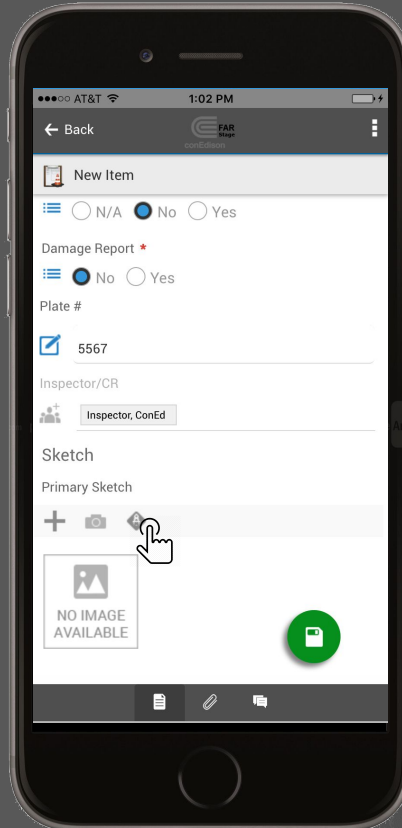 AT&T 1:02 PM
Back FAR
Stage
conEdison
New Item
N/A No Yes
Damage Report *
No Yes
Plate #
5567
Inspector/CR
Inspector, ConEd
Sketch
Primary Sketch
A
NO IMAGE
AVAILABLE